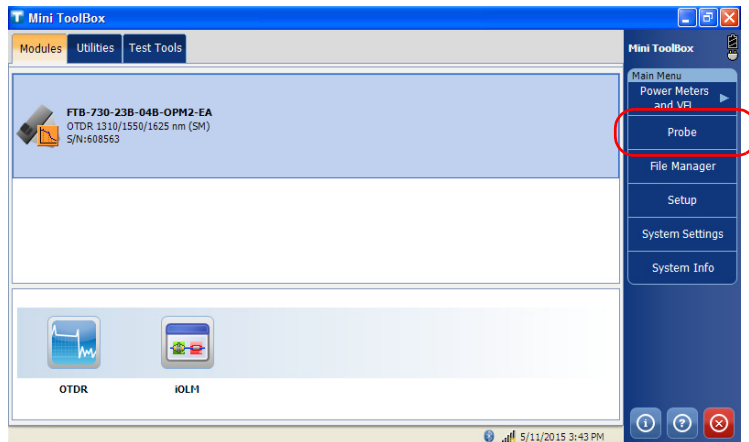 Mini ToolBox
Modules
Utilities
Test Tools
FTB-730-23B-04B-OPM2-EA
OTDR 1310/1550/1625 nm (SM)
S/N:608563
OTDR
iOLM
5/11/2015 3:43 PM
Mini ToolBox
Main Menu
Power Meters
and VFL
Probe
File Manager
Setup
System Settings
System Info